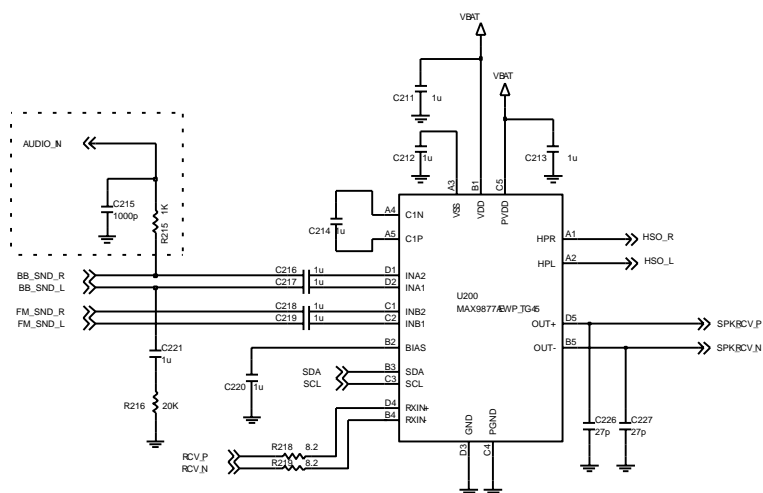 VBAT
VBAT
C211 1u
AUDIO_IN
C212 1u
C213 1u
A3
B1
C5
VSS
VDD
PVDD
C215
1000p
R215 1K
C214 1u
A4 C1N
A5 C1P
HPR A1 HSO_R
HPL A2 HSO_L
BB_SND_R C216 1u D1 INA2
BB_SND_L C217 1u D2 INA1
U200
MAX9877AEWP_TG45
FM_SND_R C218 1u C1 INB2
FM_SND_L C219 1u C2 INB1
OUT+ D5 SPKRCV_P
B2 BIAS
OUT- B5 SPKRCV_N
C221
1u
SDA B3 SDA
SCL C3 SCL
C220 1u
R216 20K
D4 RXIN+
B4 RXIN-
C226
27p
C227
27p
GND
PGND
D3
C4
RCV_P R218 8.2
RCV_N R219 8.2